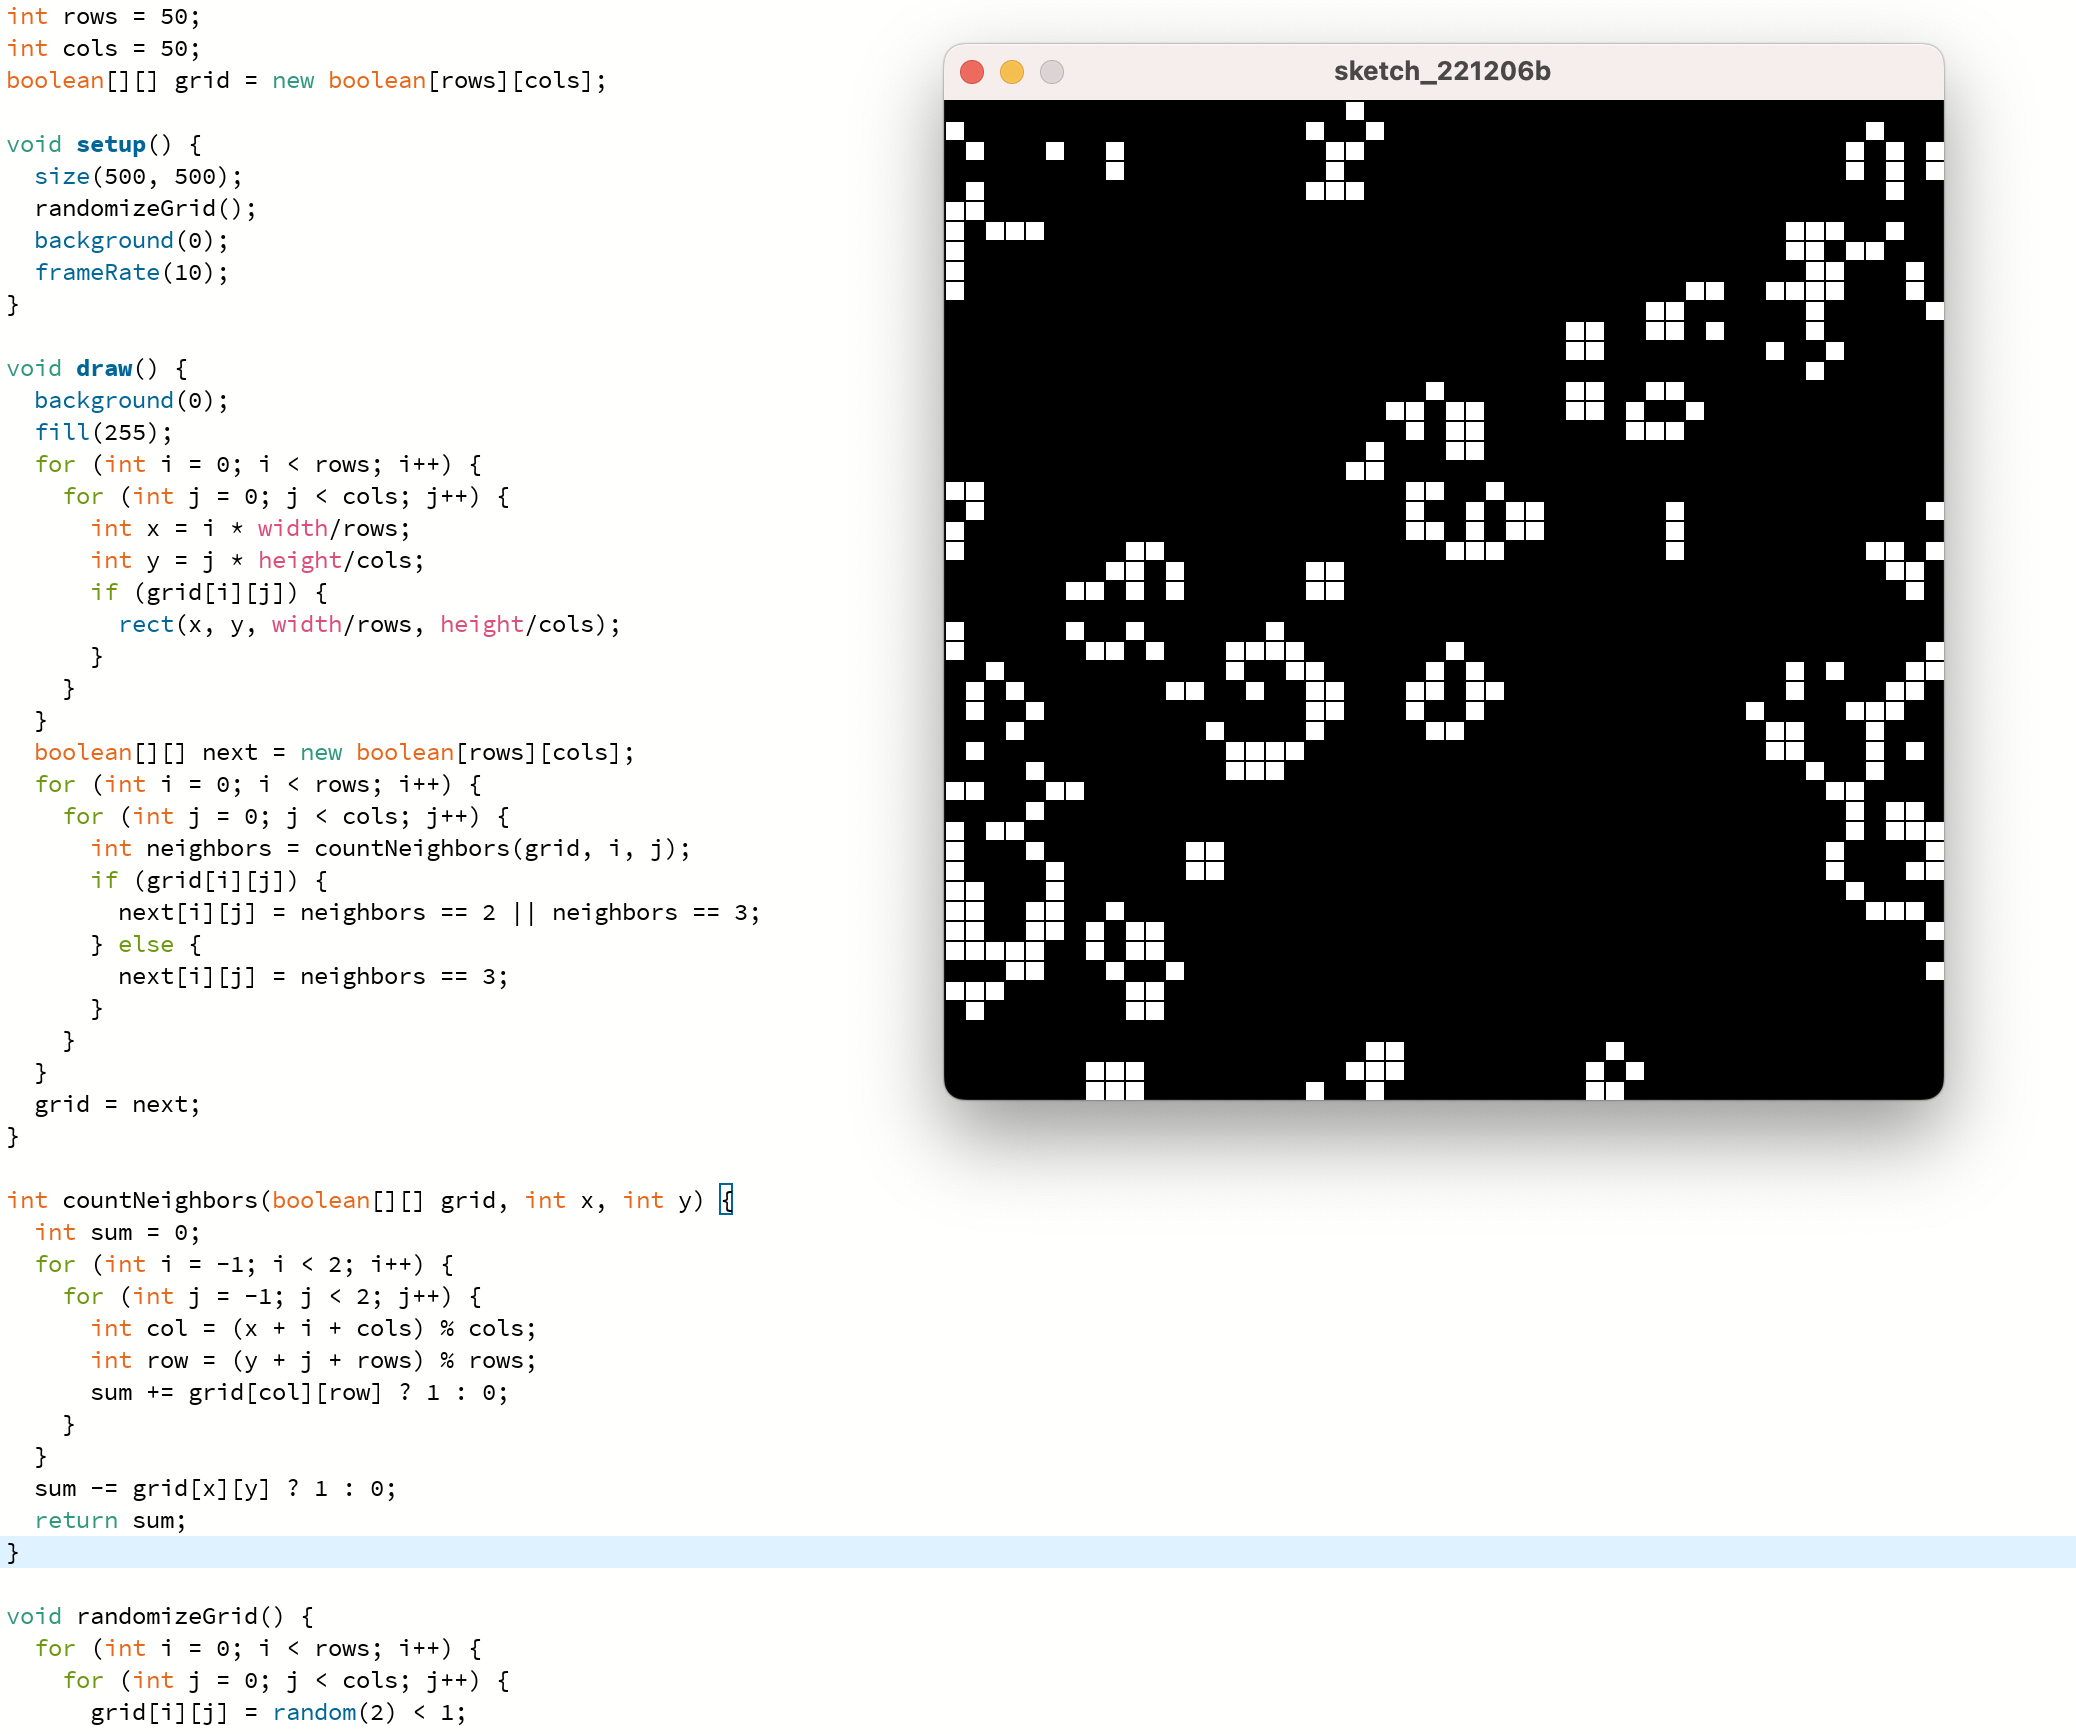 int rows = 50;
int cols = 50;
boolean[][] grid = new boolean[rows][cols];

void setup() {
  size(500, 500);
  randomizeGrid();
  background(0);
  frameRate(10);
}

void draw() {
  background(0);
  fill(255);
  for (int i = 0; i < rows; i++) {
    for (int j = 0; j < cols; j++) {
      int x = i * width/rows;
      int y = j * height/cols;
      if (grid[i][j]) {
        rect(x, y, width/rows, height/cols);
      }
    }
  }
  boolean[][] next = new boolean[rows][cols];
  for (int i = 0; i < rows; i++) {
    for (int j = 0; j < cols; j++) {
      int neighbors = countNeighbors(grid, i, j);
      if (grid[i][j]) {
        next[i][j] = neighbors == 2 || neighbors == 3;
      } else {
        next[i][j] = neighbors == 3;
      }
    }
  }
  grid = next;
}

int countNeighbors(boolean[][] grid, int x, int y) {
  int sum = 0;
  for (int i = -1; i < 2; i++) {
    for (int j = -1; j < 2; j++) {
      int col = (x + i + cols) % cols;
      int row = (y + j + rows) % rows;
      sum += grid[col][row] ? 1 : 0;
    }
  }
  sum -= grid[x][y] ? 1 : 0;
  return sum;
}

void randomizeGrid() {
  for (int i = 0; i < rows; i++) {
    for (int j = 0; j < cols; j++) {
      grid[i][j] = random(2) < 1;
sketch_221206b